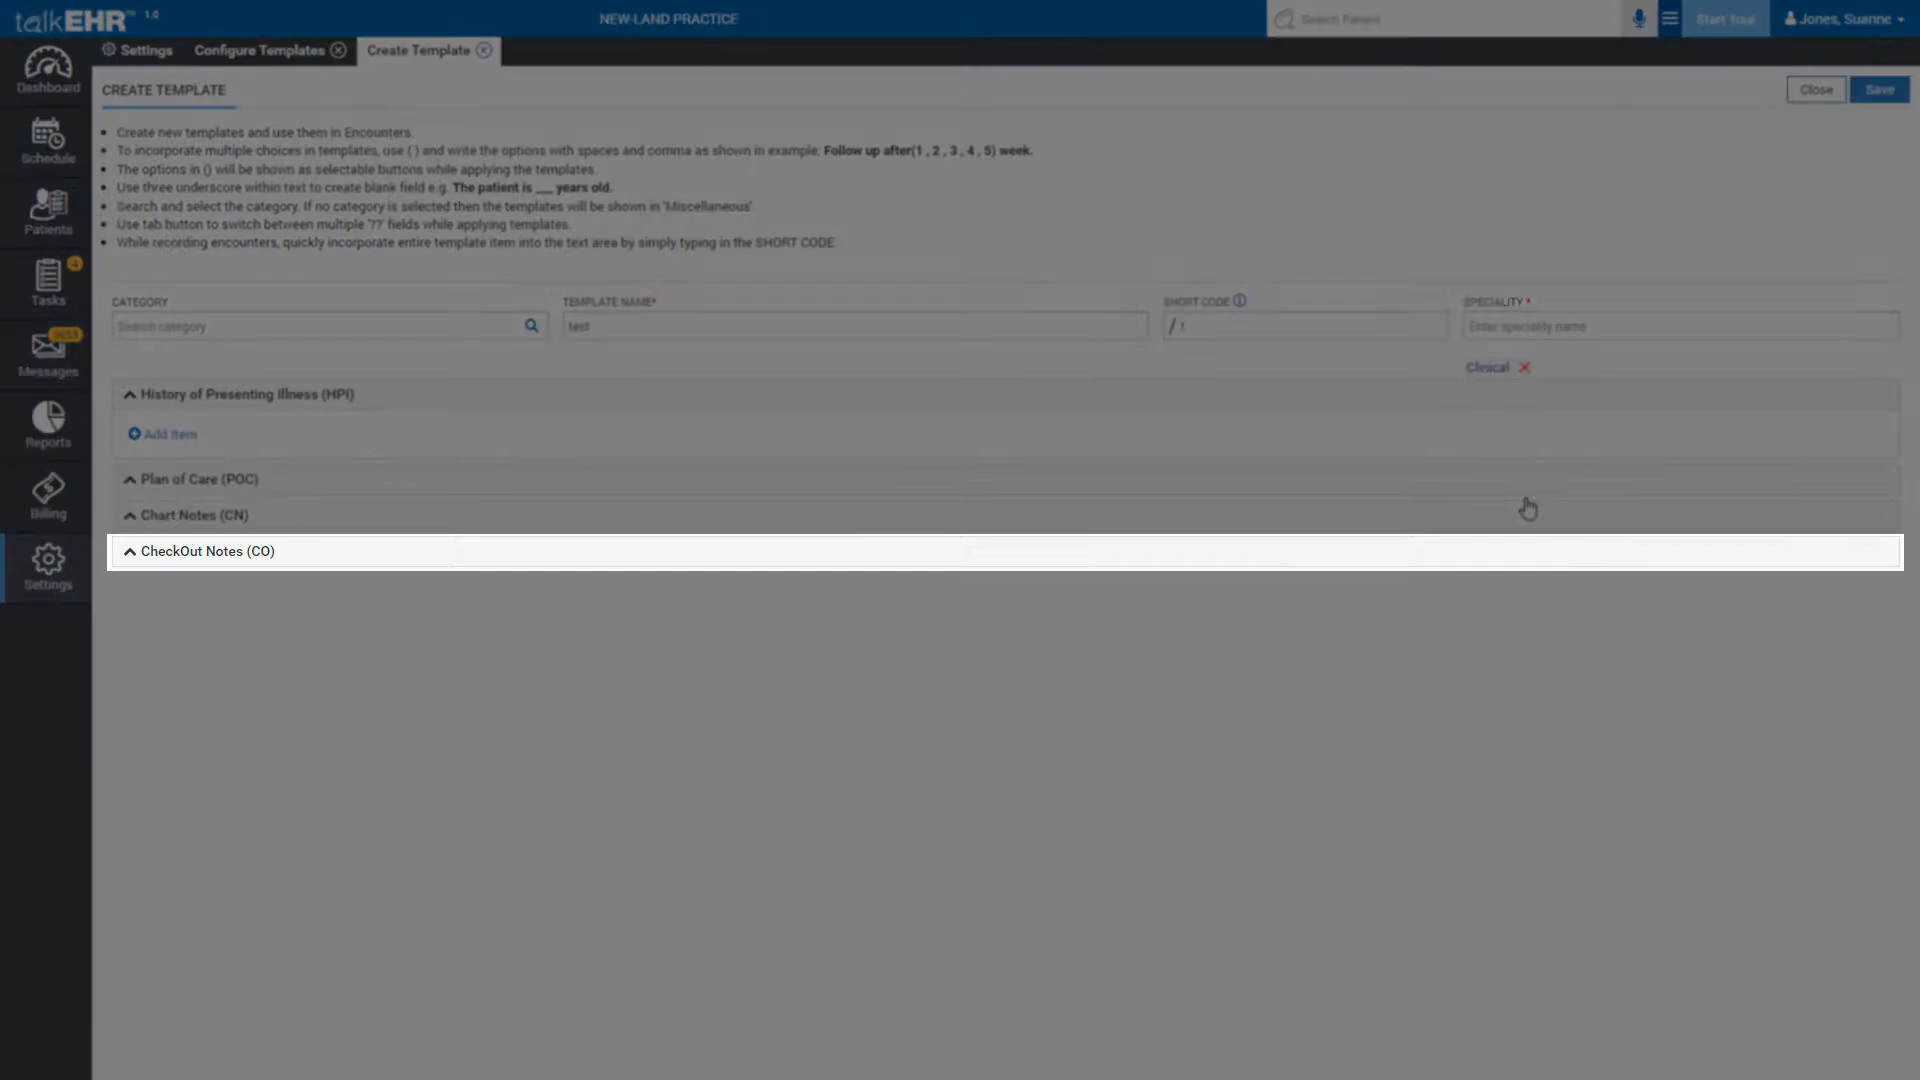 talkEHR™ 1.0
NEW-LAND PRACTICE
Search Patient
Start Tour
Jones, Suanne
Settings
Configure Templates
Create Template
Dashboard
Schedule
Patients
4
Tasks
Messages
Reports
Billing
Settings
CREATE TEMPLATE
Close
Save
• Create new templates and use them in Encounters.
• To incorporate multiple choices in templates, use ( ) and write the options with spaces and comma as shown in example: Follow up after(1 , 2 , 3 , 4 , 5) week.
• The options in () will be shown as selectable buttons while applying the templates.
• Use three underscore within text to create blank field e.g. The patient is ___ years old.
• Search and select the category. If no category is selected then the templates will be shown in 'Miscellaneous'
• Use tab button to switch between multiple '??' fields while applying templates.
• While recording encounters, quickly incorporate entire template item into the text area by simply typing in the SHORT CODE.
CATEGORY
TEMPLATE NAME*
SHORT CODE
SPECIALITY *
Search category
test
/
Enter speciality name
Clinical
History of Presenting Illness (HPI)
Add Item
Plan of Care (POC)
Chart Notes (CN)
CheckOut Notes (CO)